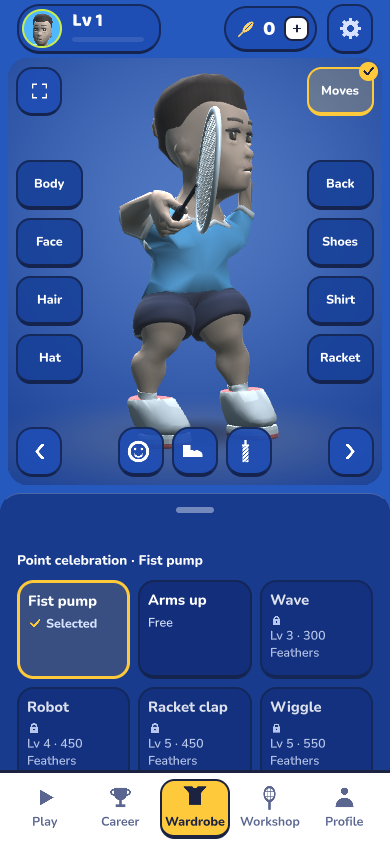 Lv 1
0
+
Moves
Body
Back
Face
Shoes
Hair
Shirt
Hat
Racket
Point celebration · Fist pump
Fist pump
Selected
Arms up
Free
Wave
Lv 3 · 300
Feathers
Robot
Lv 4 · 450
Feathers
Racket clap
Lv 5 · 450
Feathers
Wiggle
Lv 5 · 550
Feathers
Play
Career
Wardrobe
Workshop
Profile